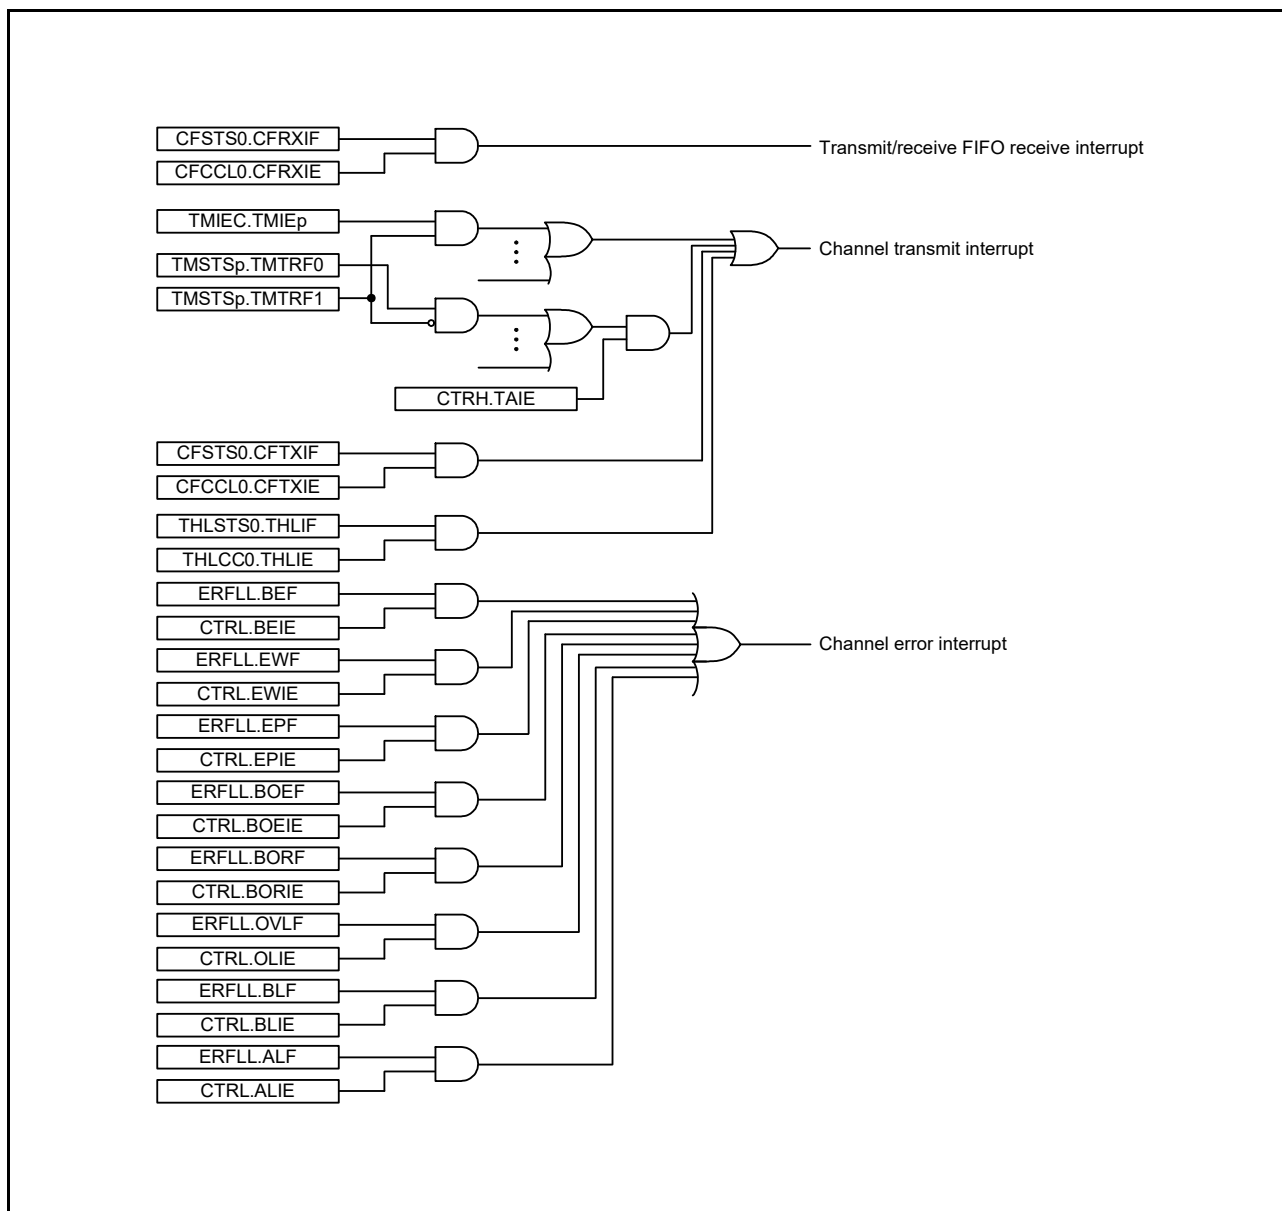 CFSTS0.CFRXIF
CFCCL0.CFRXIE
Transmit/receive FIFO receive interrupt
TMIEC.TMIEp
TMSTSp.TMTRF0
TMSTSp.TMTRF1
Channel transmit interrupt
CTRH.TAIE
CFSTS0.CFTXIF
CFCCL0.CFTXIE
THLSTS0.THLIF
THLCC0.THLIE
ERFLL.BEF
CTRL.BEIE
ERFLL.EWF
CTRL.EWIE
Channel error interrupt
ERFLL.EPF
CTRL.EPIE
ERFLL.BOEF
CTRL.BOEIE
ERFLL.BORF
CTRL.BORIE
ERFLL.OVLF
CTRL.OLIE
ERFLL.BLF
CTRL.BLIE
ERFLL.ALF
CTRL.ALIE